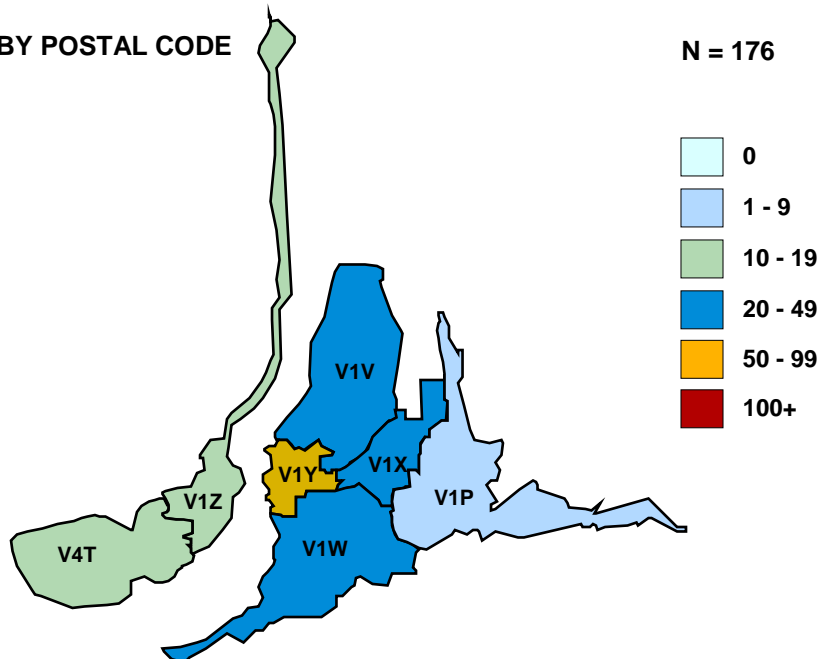 BY POSTAL CODE
N = 176
0
1 - 9
10 - 19
20 - 49
50 - 99
100+
V1V
V1X
V1Y
V1P
V1Z
V1W
V4T